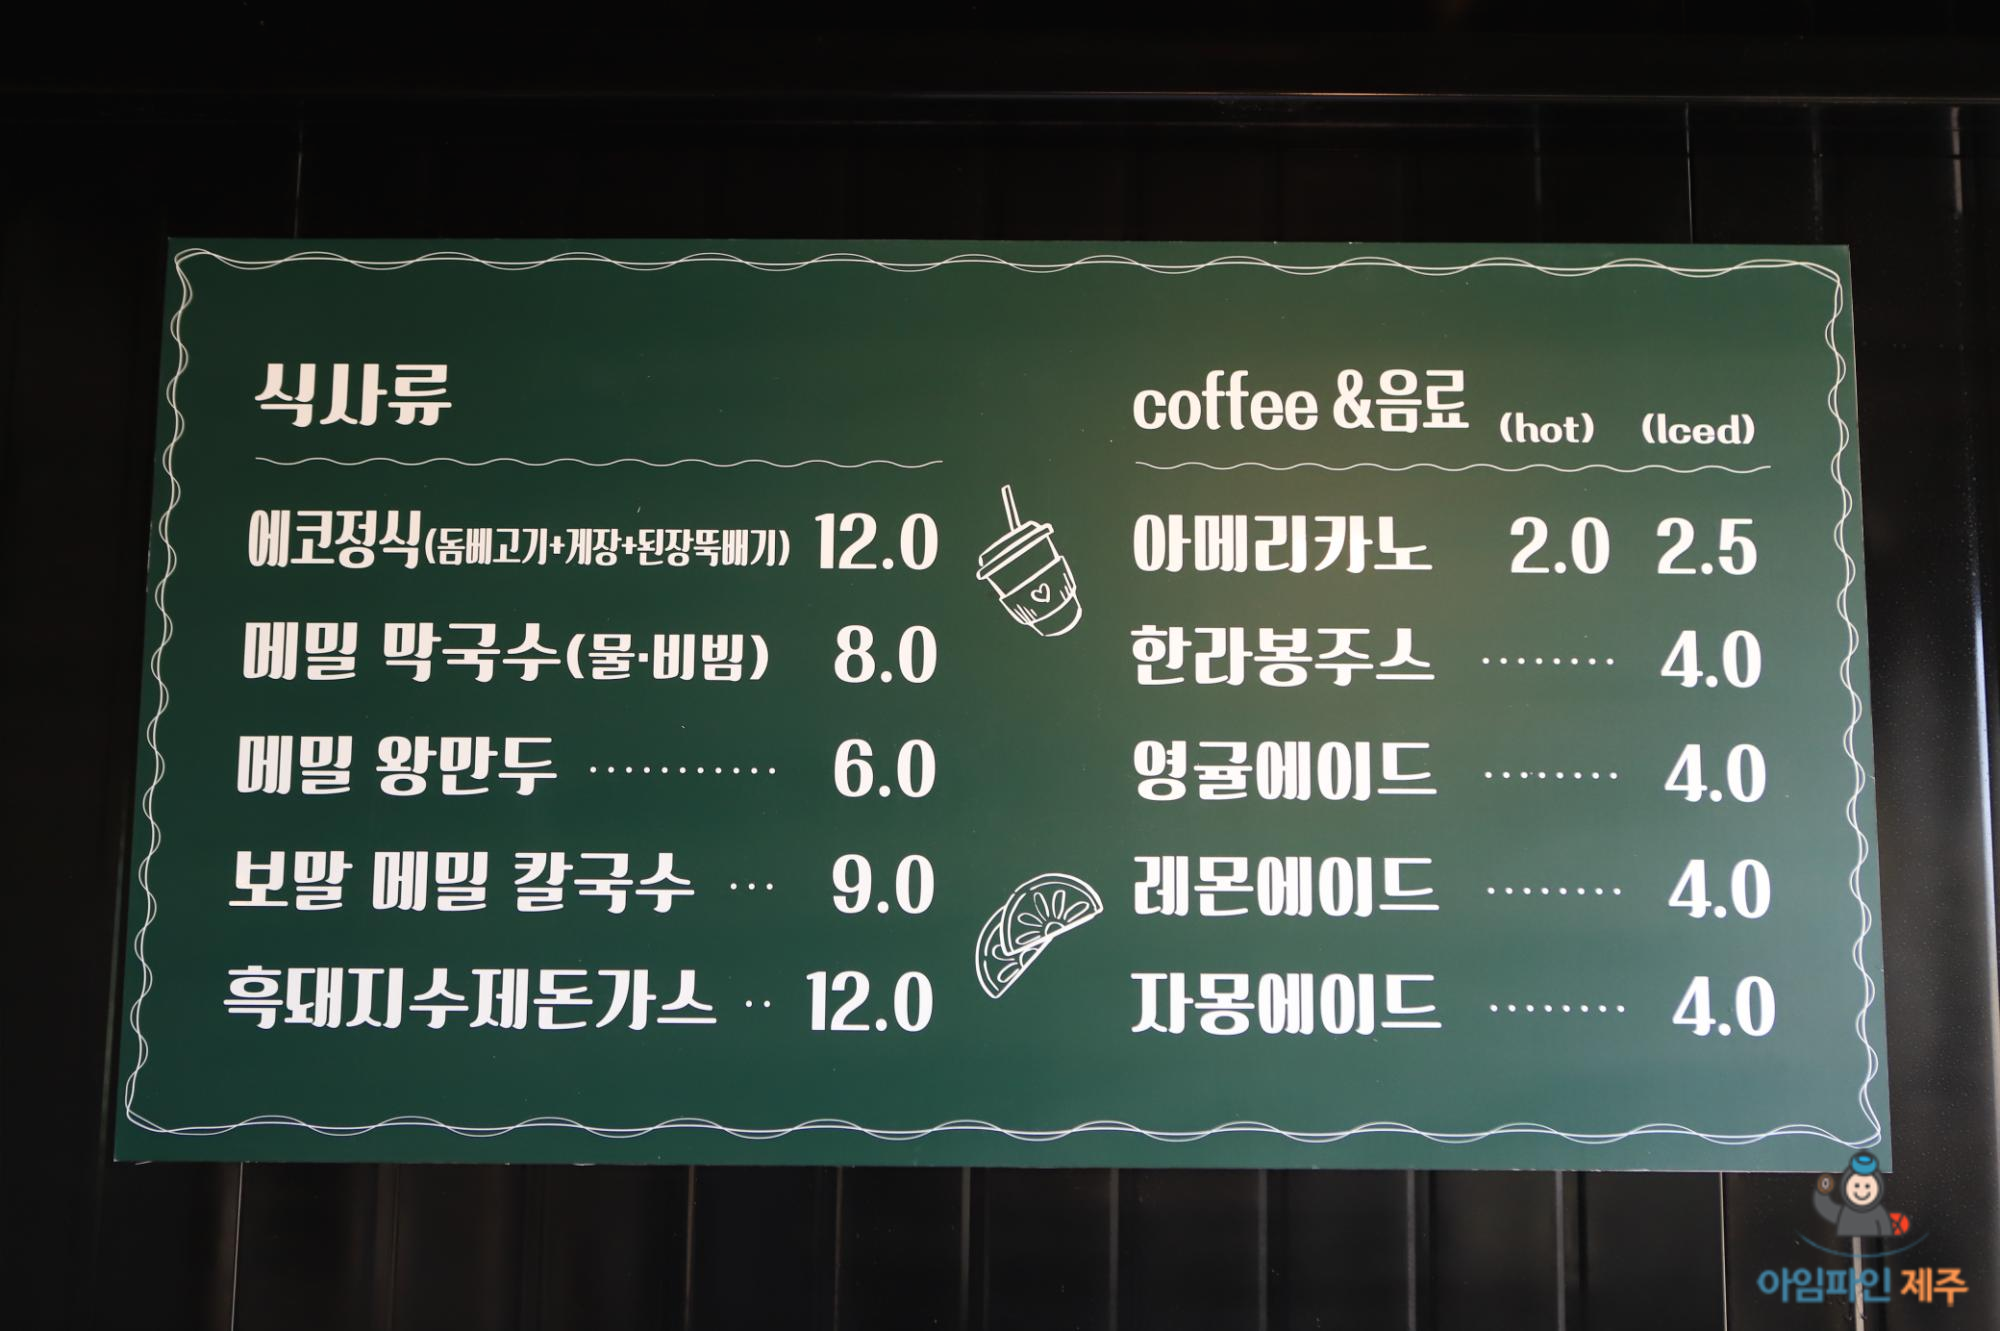 식사류
에코정식(돔베고기+게장+된장뚝배기) 12.0
메밀 막국수(물·비빔) 8.0
메밀 왕만두 ··········· 6.0
보말 메밀 칼국수 ··· 9.0
흑돼지수제돈가스 ·· 12.0
coffee &음료 (hot) (Iced)
아메리카노 2.0 2.5
한라봉주스 ········ 4.0
영귤에이드 ········ 4.0
레몬에이드 ········ 4.0
자몽에이드 ········ 4.0
아임파인 제주